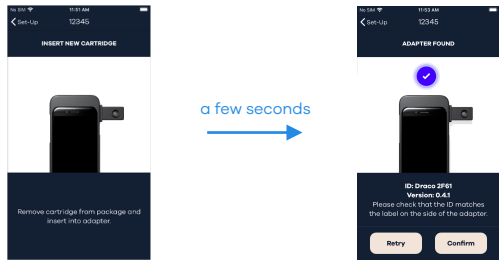 No SIM 11:51 AM
Set-Up 12345
INSERT NEW CARTRIDGE
Remove cartridge from package and
insert into adapter.
a few seconds
No SIM 11:53 AM
Set-Up 12345
ADAPTER FOUND
ID: Draco 2F61
Version: 0.4.1
Please check that the ID matches
the label on the side of the adapter.
Retry Confirm